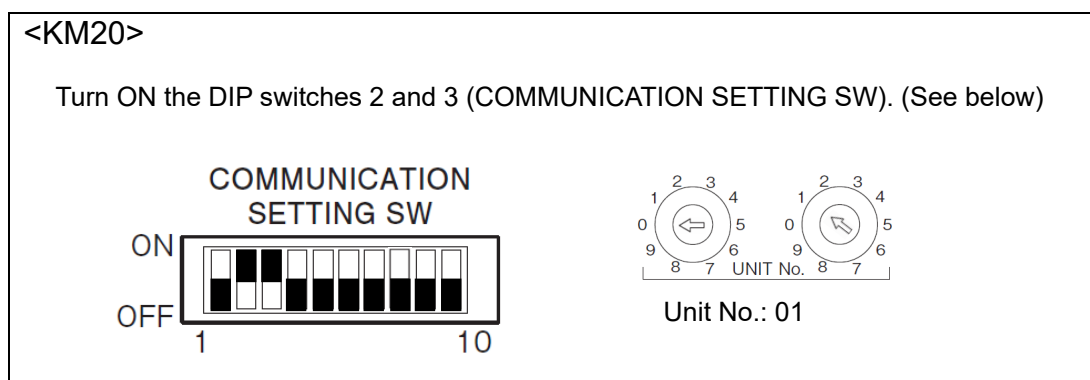 <KM20>
Turn ON the DIP switches 2 and 3 (COMMUNICATION SETTING SW). (See below)
COMMUNICATION
SETTING SW
ON
OFF
1 10
0 1 2 3 4 5 6 7 8 9
0 1 2 3 4 5 6 7 8 9
UNIT No.
Unit No.: 01